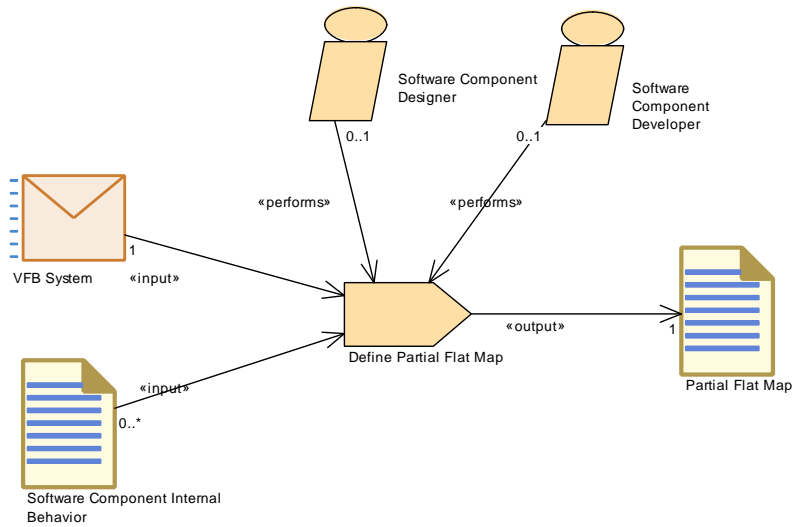 Software Component
Designer
Software
Component
Developer
0..1
0..1
«performs»
«performs»
1
VFB System
«input»
«output»
1
Define Partial Flat Map
Partial Flat Map
«input»
0..*
Software Component Internal
Behavior